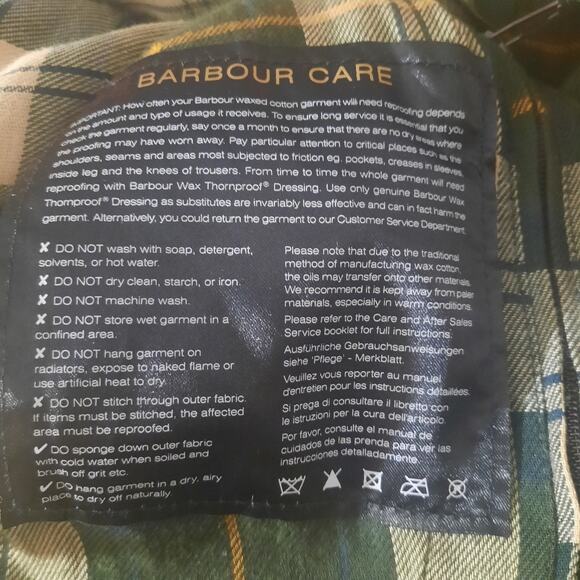 BARBOUR CARE
IMPORTANT: How often your Barbour waxed cotton garment will need reproofing depends
on the amount and type of usage it receives. To ensure long service it is essential that you
check the garment regularly, say once a month to ensure that there are no dry areas where
the proofing may have worn away. Pay particular attention to critical places such as the
shoulders, seams and areas most subjected to friction eg. pockets, creases in sleeves,
inside leg and the knees of trousers. From time to time the whole garment will need
reproofing with Barbour Wax Thornproof® Dressing. Use only genuine Barbour Wax
Thornproof® Dressing as substitutes are invariably less effective and can in fact harm the
garment. Alternatively, you could return the garment to our Customer Service Department.
✘ DO NOT wash with soap, detergent,
solvents, or hot water.
✘ DO NOT dry clean, starch, or iron.
✘ DO NOT machine wash.
✘ DO NOT store wet garment in a
confined area.
✘ DO NOT hang garment on
radiators, expose to naked flame or
use artificial heat to dry.
✘ DO NOT stitch through outer fabric.
If items must be stitched, the affected
area must be reproofed.
✔ DO sponge down outer fabric
with cold water when soiled and
brush off grit etc.
✔ DO hang garment in a dry, airy
place to dry off naturally
Please note that due to the traditional
method of manufacturing wax cotton,
the oils may transfer onto other materials.
We recommend it is kept away from paler
materials, especially in warm conditions.
Please refer to the Care and After Sales
Service booklet for full instructions.
Ausführliche Gebrauchsanweisungen
siehe 'Pflege' - Merkblatt.
Veuillez vous reporter au manuel
d'entretien pour les instructions détaillées.
Si prega di consultare il libretto con
le istruzioni per la cura dell'articolo.
Por favor, consulte el manual de
cuidados de las prenda para ver las
instrucciones detalladamente.